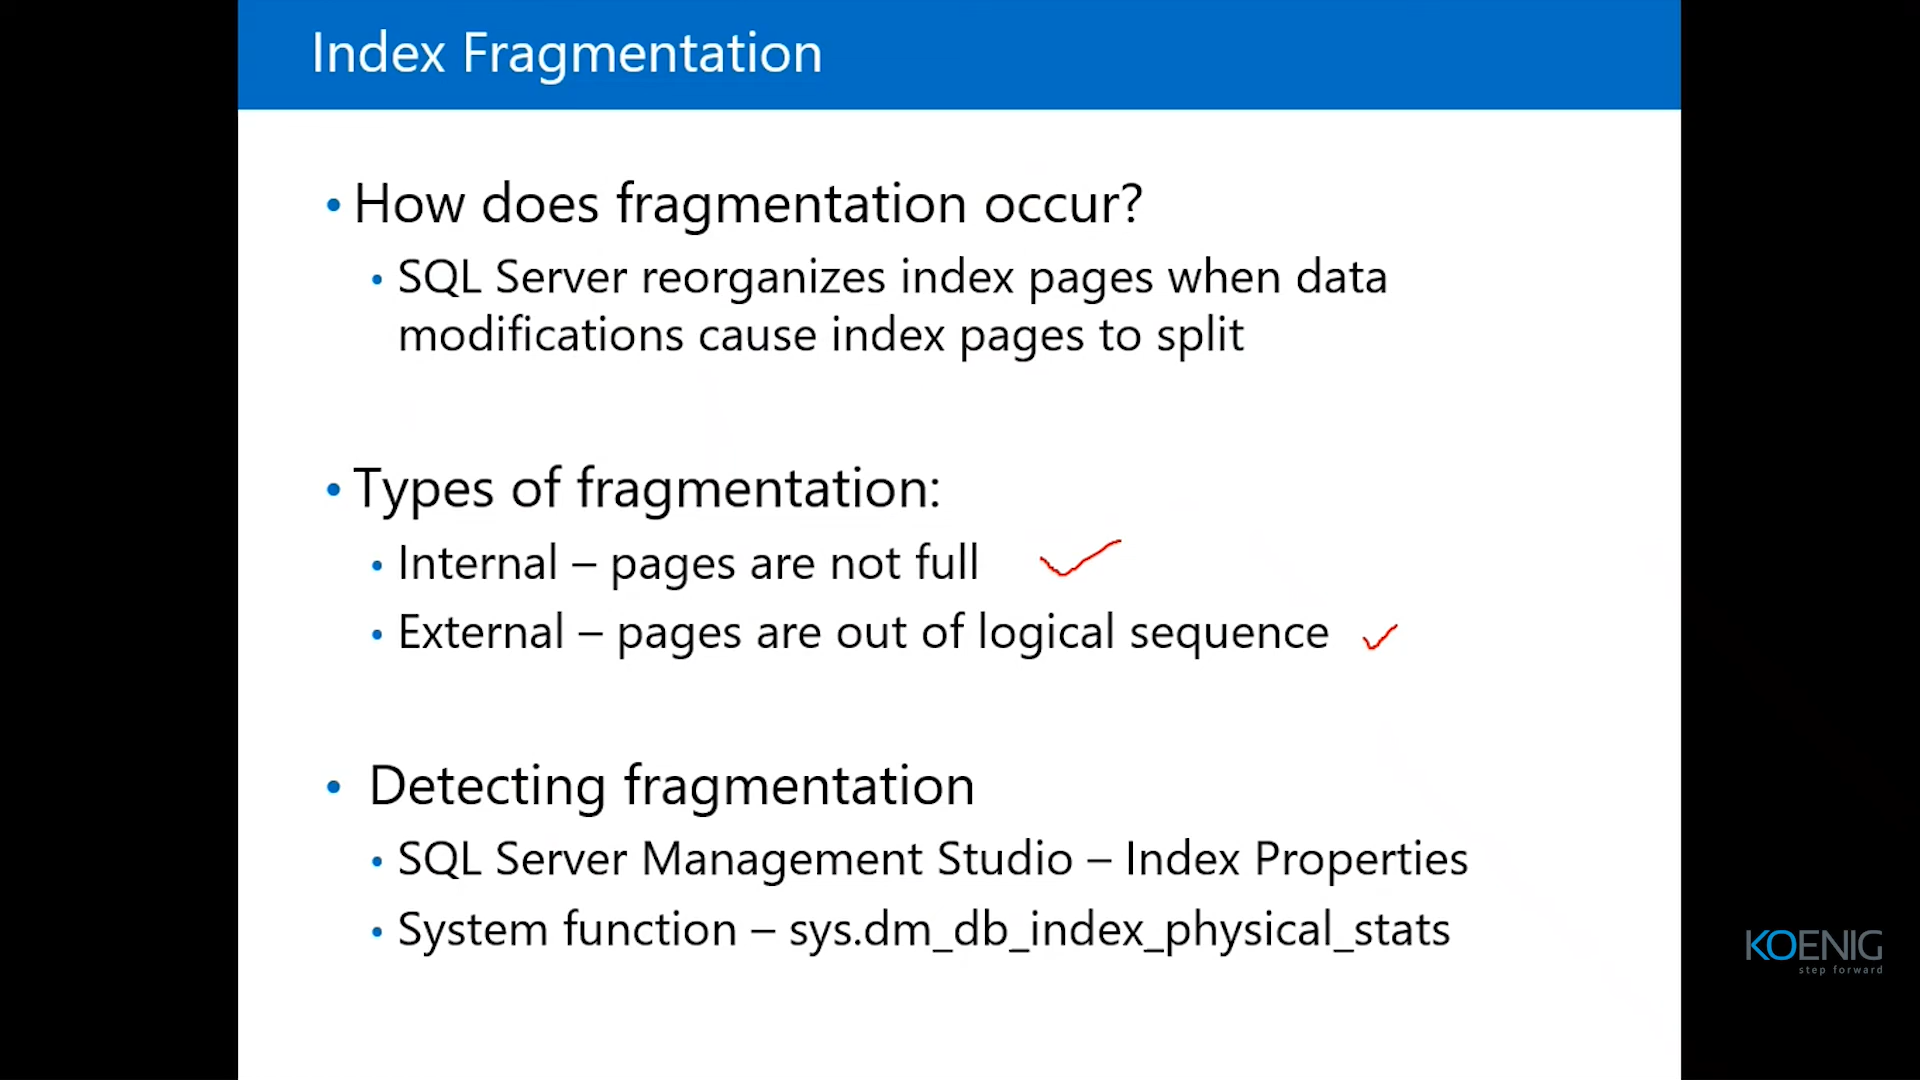 Index Fragmentation
• How does fragmentation occur?
• SQL Server reorganizes index pages when data
modifications cause index pages to split
• Types of fragmentation:
• Internal – pages are not full
• External – pages are out of logical sequence
• Detecting fragmentation
• SQL Server Management Studio – Index Properties
• System function – sys.dm_db_index_physical_stats
KOENIG
step forward